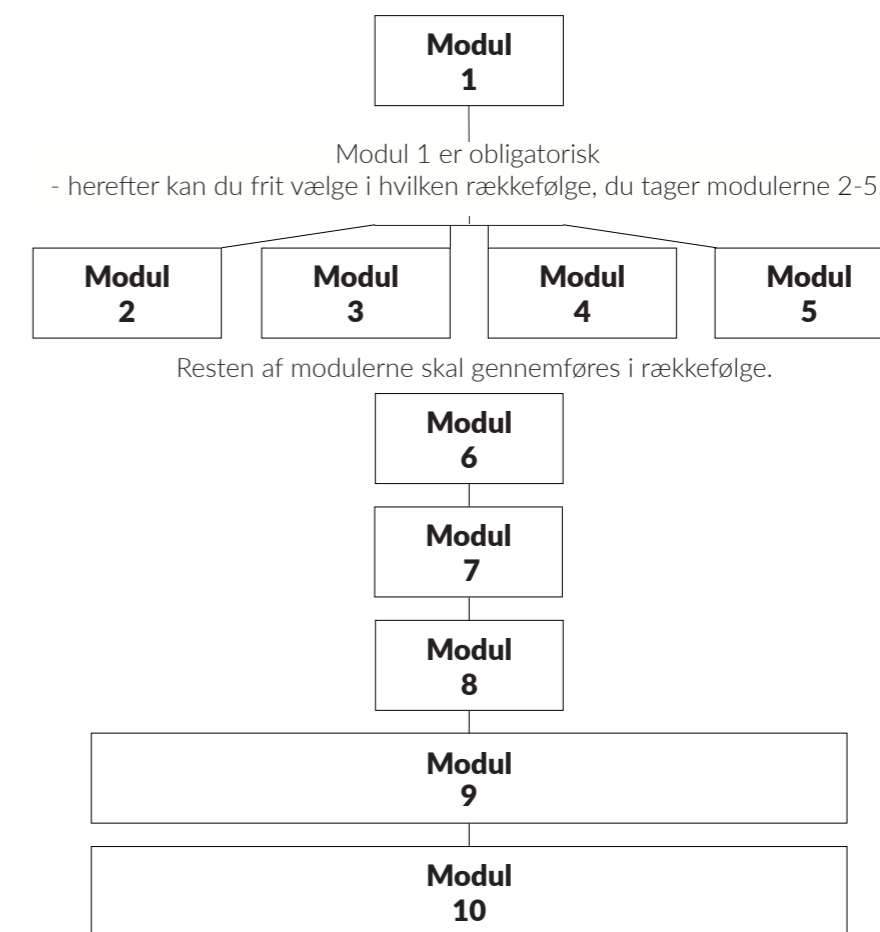 Modul
1
Modul 1 er obligatorisk
- herefter kan du frit vælge i hvilken rækkefølge, du tager modulerne 2-5
Modul
2
Modul
3
Modul
4
Modul
5
Resten af modulerne skal gennemføres i rækkefølge.
Modul
6
Modul
7
Modul
8
Modul
9
Modul
10